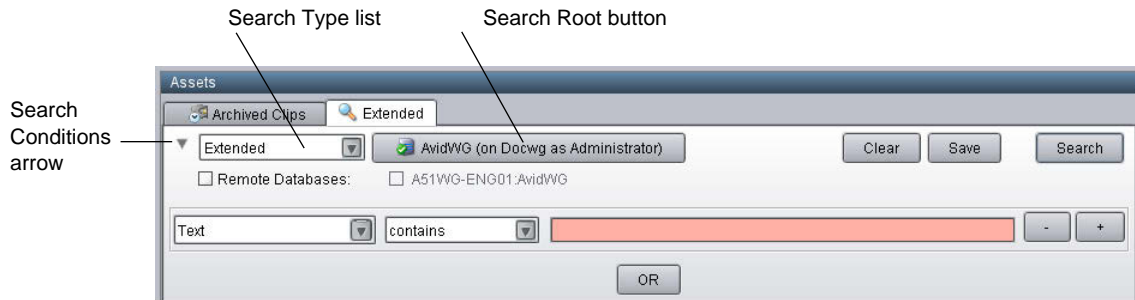 Search Type list
Search Root button
Search
Conditions
arrow
Assets
Archived Clips
Extended
Extended
AvidWG (on Docwg as Administrator)
Clear
Save
Search
Remote Databases:
A51WG-ENG01:AvidWG
Text
contains
-
+
OR